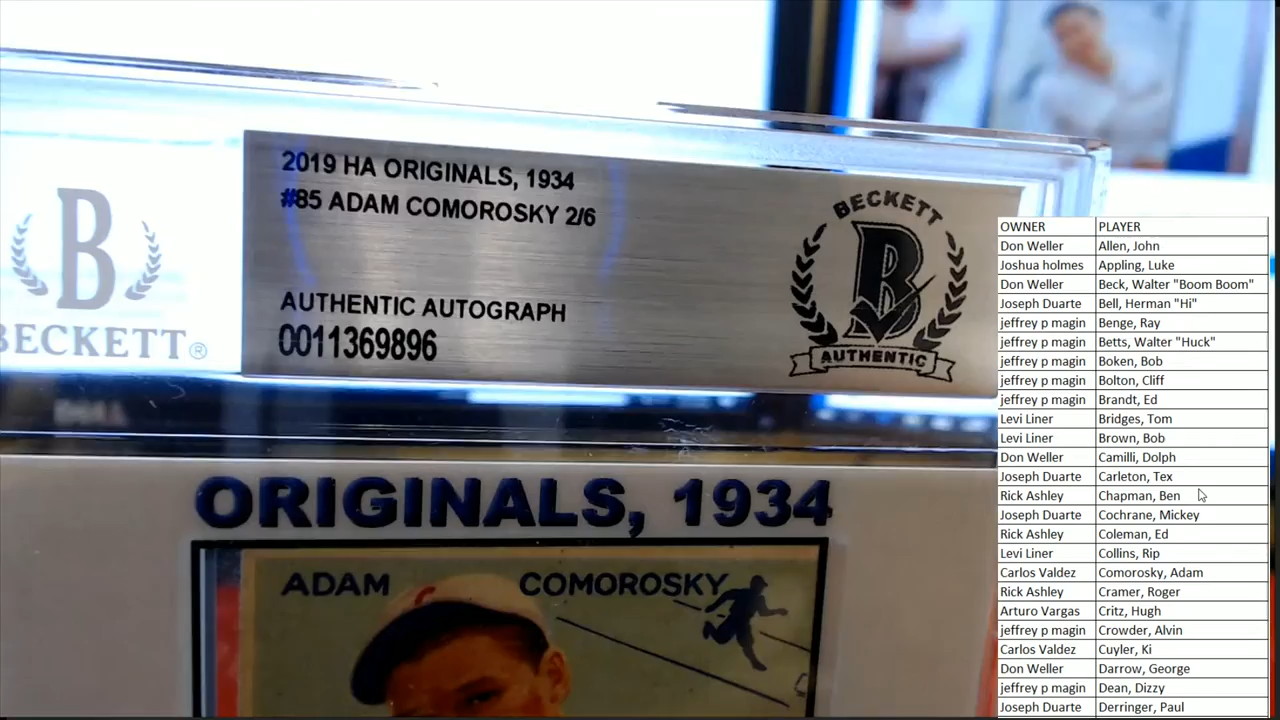 2019 HA ORIGINALS, 1934
#85 ADAM COMOROSKY 2/6
AUTHENTIC AUTOGRAPH
0011369896
BECKETT
B
AUTHENTIC
B
BECKETT®
ORIGINALS, 1934
ADAM COMOROSKY
C
OWNER PLAYER
Don Weller Allen, John
Joshua holmes Appling, Luke
Don Weller Beck, Walter "Boom Boom"
Joseph Duarte Bell, Herman "Hi"
jeffrey p magin Benge, Ray
jeffrey p magin Betts, Walter "Huck"
jeffrey p magin Boken, Bob
jeffrey p magin Bolton, Cliff
jeffrey p magin Brandt, Ed
Levi Liner Bridges, Tom
Levi Liner Brown, Bob
Don Weller Camilli, Dolph
Joseph Duarte Carleton, Tex
Rick Ashley Chapman, Ben
Joseph Duarte Cochrane, Mickey
Rick Ashley Coleman, Ed
Levi Liner Collins, Rip
Carlos Valdez Comorosky, Adam
Rick Ashley Cramer, Roger
Arturo Vargas Critz, Hugh
jeffrey p magin Crowder, Alvin
Carlos Valdez Cuyler, Ki
Don Weller Darrow, George
jeffrey p magin Dean, Dizzy
Joseph Duarte Derringer, Paul